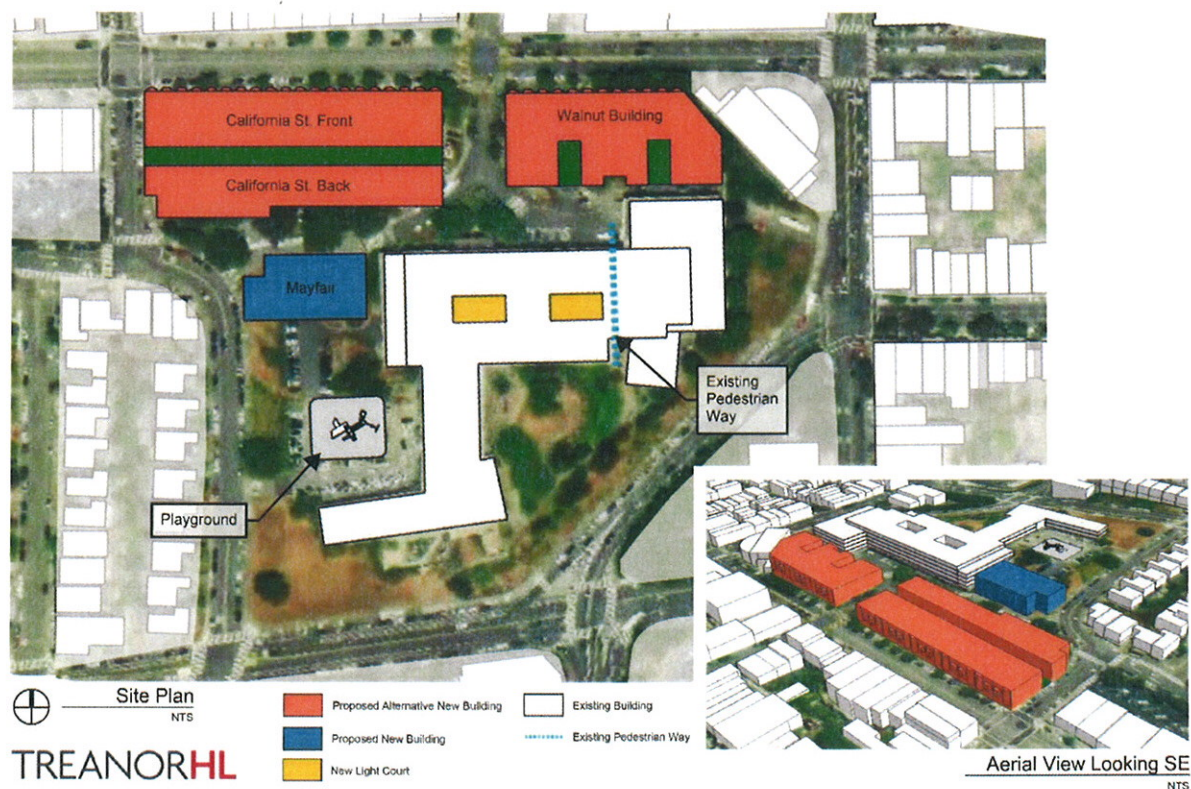 California St. Front
Walnut Building
California St. Back
Mayfair
Existing
Pedestrian
Way
Playground
Site Plan
NTS
Proposed Alternative New Building
Existing Building
Proposed New Building
Existing Pedestrian Way
New Light Court
TREANORHL
Aerial View Looking SE
NTS